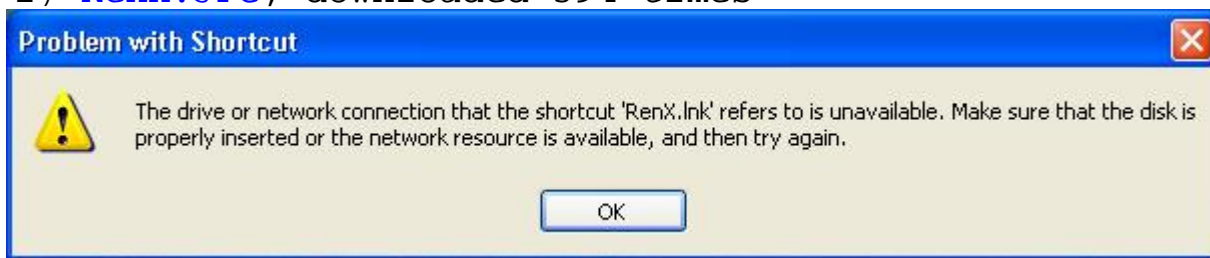 Problem with Shortcut
The drive or network connection that the shortcut 'RenX.lnk' refers to is unavailable. Make sure that the disk is
properly inserted or the network resource is available, and then try again.
OK